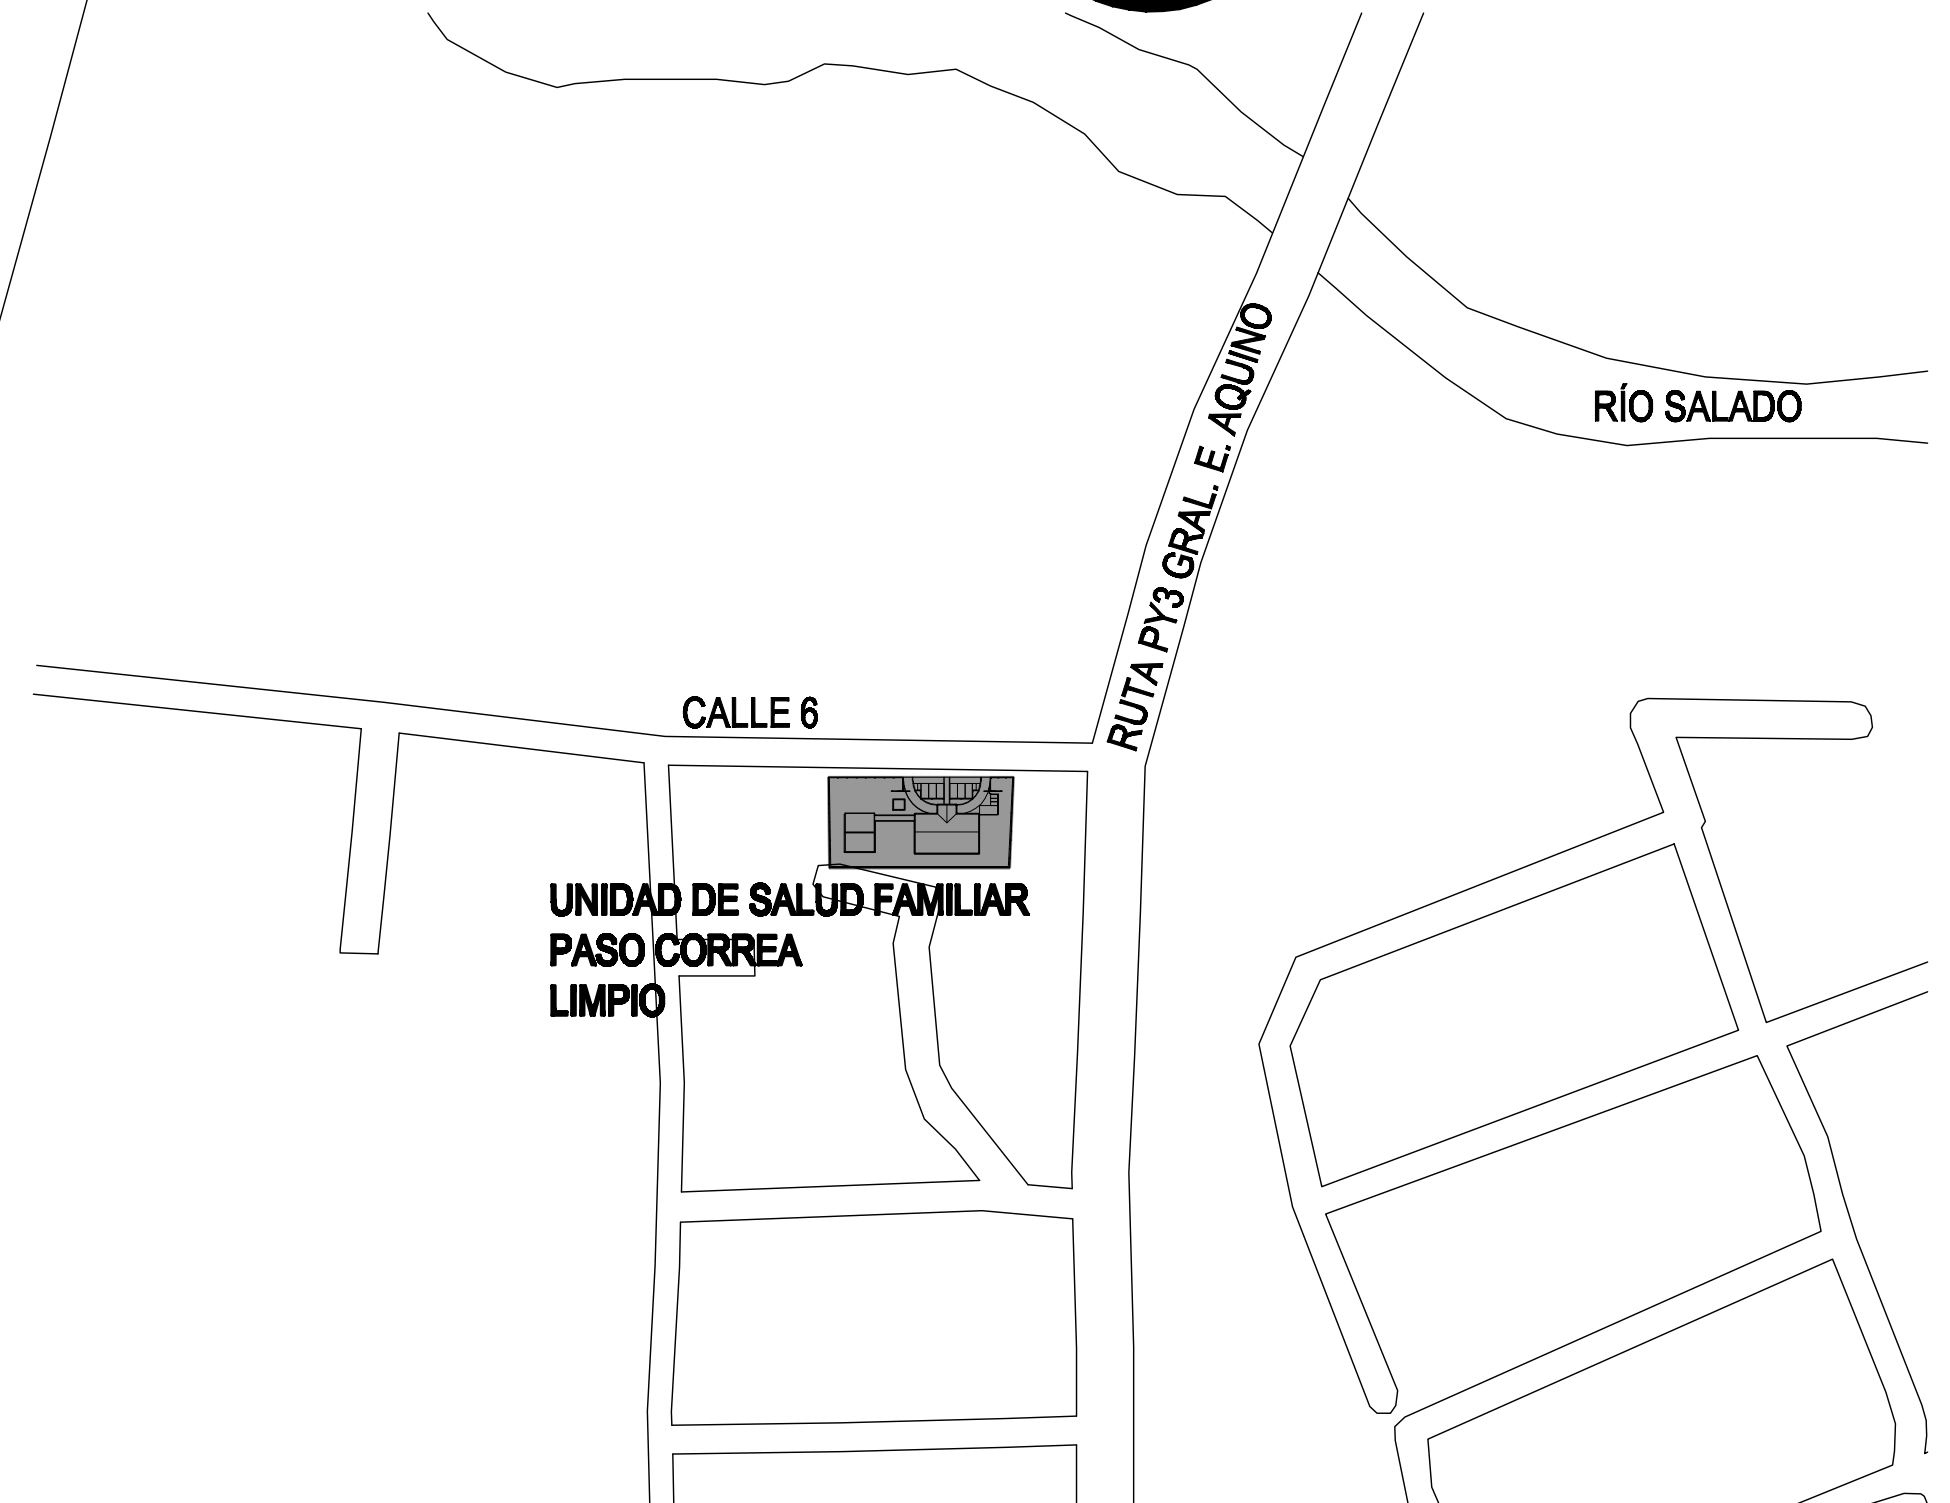 RUTA PY3 GRAL. E. AQUINO
RÍO SALADO
CALLE 6
UNIDAD DE SALUD FAMILIAR
PASO CORREA
LIMPIO